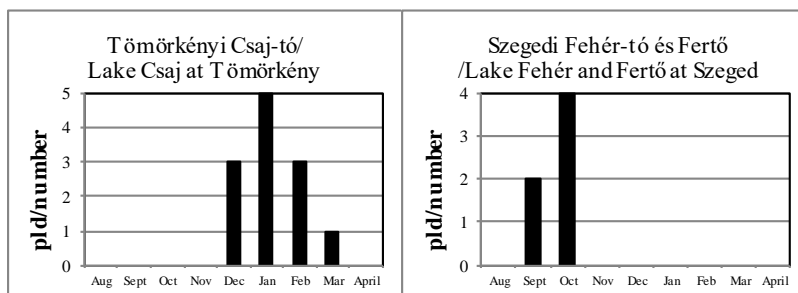 Tömörkényi Csaj-tó/
Lake Csaj at Tömörkény
pld/number
5
4
3
2
1
0
Aug Sept Oct Nov Dec Jan Feb Mar April
Szegedi Fehér-tó és Fertő
/Lake Fehér and Fertő at Szeged
pld/number
4
3
2
1
0
Aug Sept Oct Nov Dec Jan Feb Mar April